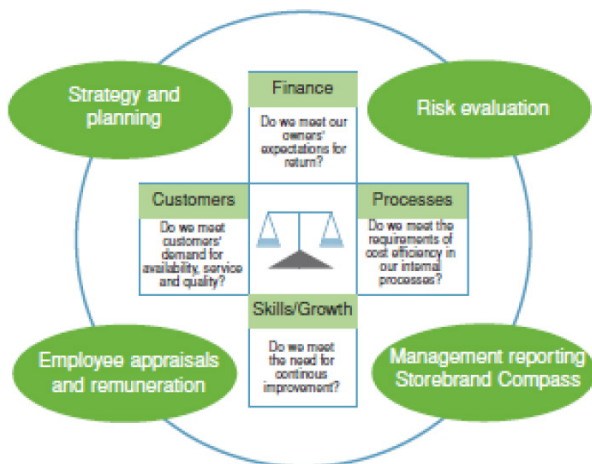 Strategy and
planning
Finance
Do we meet our
owners'
expectations for
return?
Risk evaluation
Customers
Do we meet
customers'
demand for
availability, service
and quality?
Processes
Do we meet the
requirements of
cost efficiency in
our internal
processes?
Skills/Growth
Do we meet
the need for
continous
improvement?
Employee appraisals
and remuneration
Management reporting
Storebrand Compass